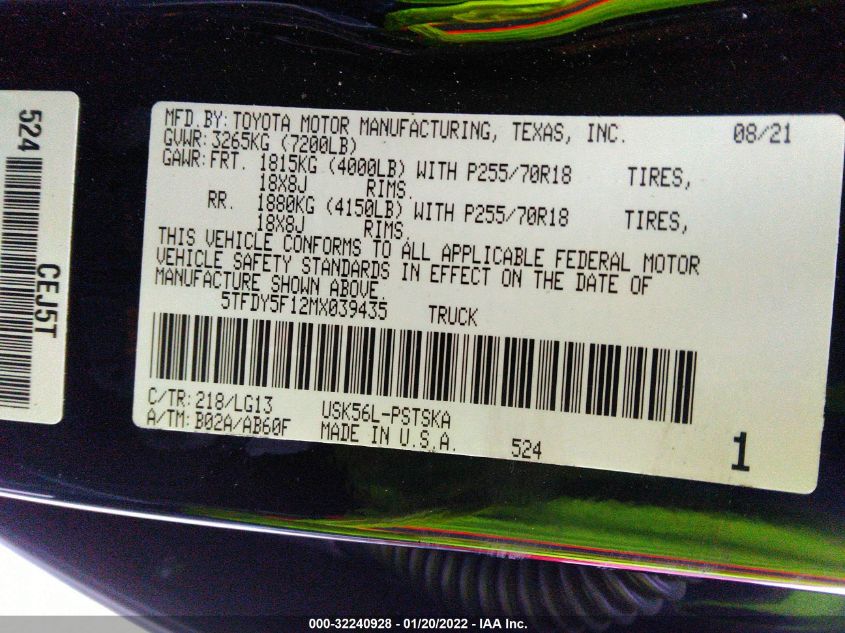 524
CEJ5T
MFD.BY: TOYOTA MOTOR MANUFACTURING, TEXAS, INC. 08/21
GVWR: 3265KG (7200LB)
GAWR: FRT. 1815KG (4000LB) WITH P255/70R18 TIRES,
18X8J RIMS.
RR. 1880KG (4150LB) WITH P255/70R18 TIRES,
18X8J RIMS.
THIS VEHICLE CONFORMS TO ALL APPLICABLE FEDERAL MOTOR
VEHICLE SAFETY STANDARDS IN EFFECT ON THE DATE OF
MANUFACTURE SHOWN ABOVE.
5TFDY5F12MX039435 TRUCK
C/TR: 218/LG13 USK56L-PSTSKA
A/TM: B02A/AB60F MADE IN U.S.A. 524 1
000-32240928 - 01/20/2022 - IAA Inc.